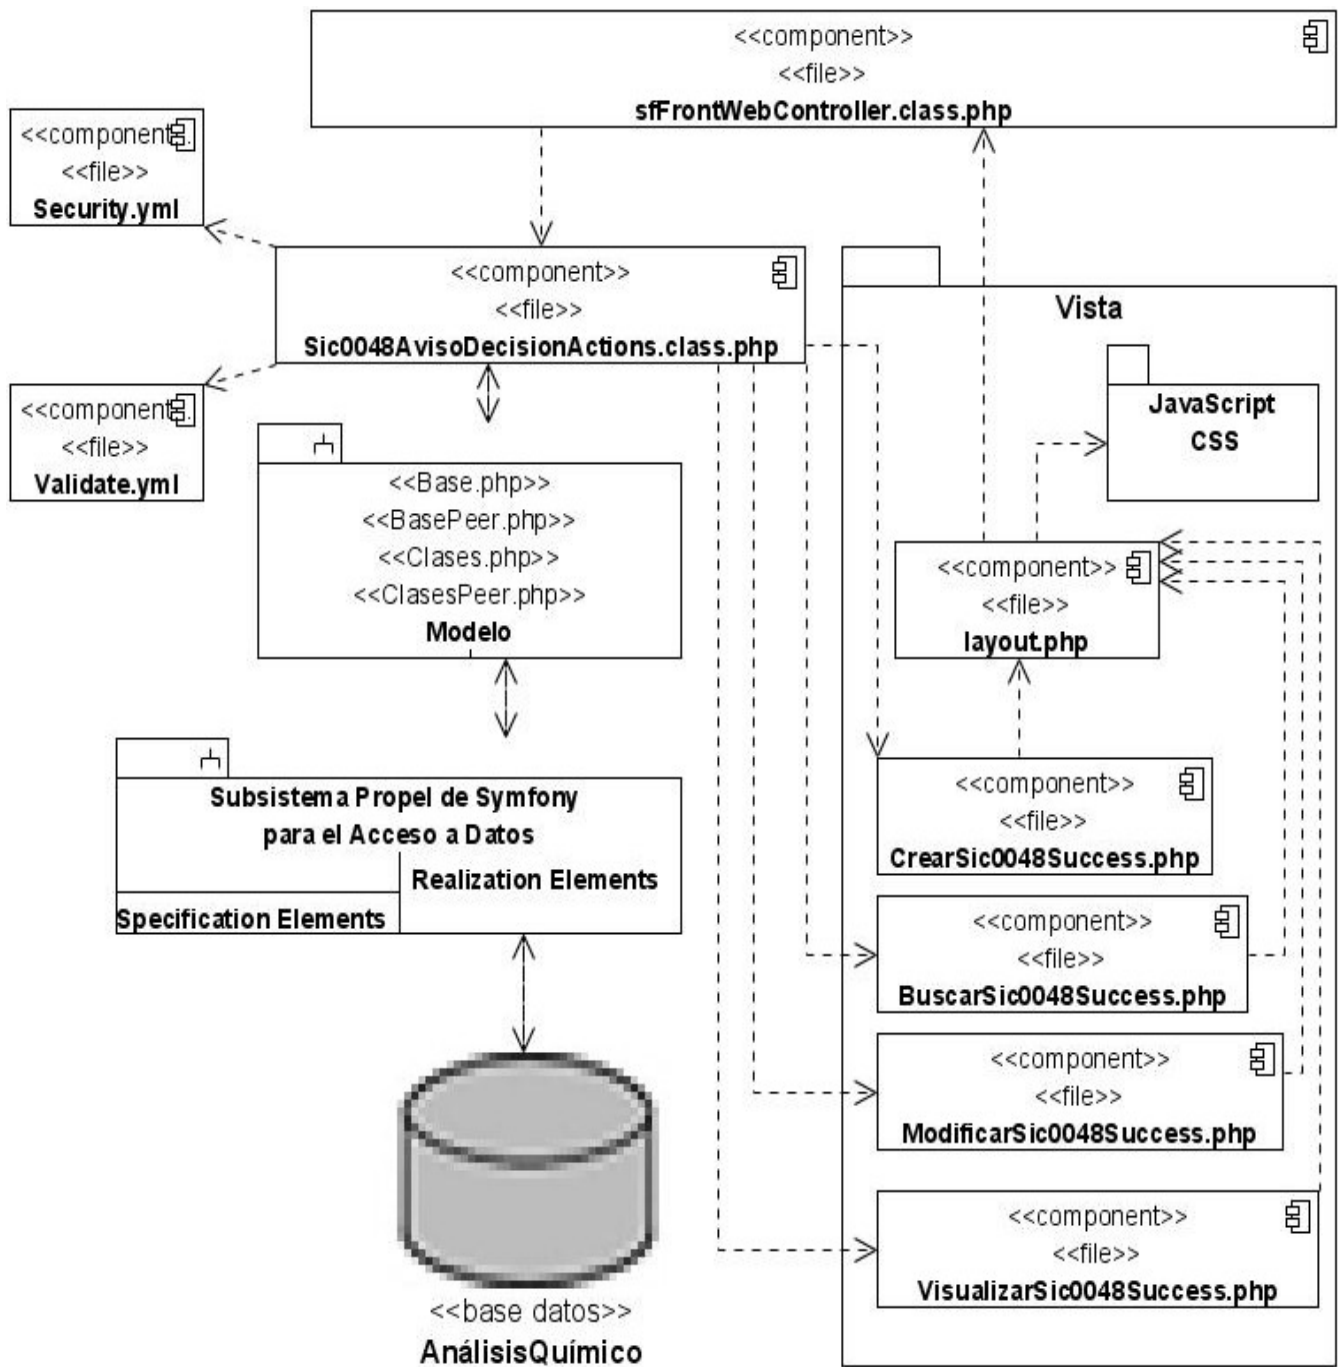 <<component>>
<<file>>
sfFrontWebController.class.php
<<component...
<<file>>
Security.yml
<<component>>
<<file>>
Sic0048AvisoDecisionActions.class.php
<<component...
<<file>>
Validate.yml
<<Base.php>>
<<BasePeer.php>>
<<Clases.php>>
<<ClasesPeer.php>>
Modelo
Subsistema Propel de Symfony
para el Acceso a Datos
Realization Elements
Specification Elements
<<base datos>>
AnálisisQuímico
Vista
JavaScript
CSS
<<component>>
<<file>>
layout.php
<<component>>
<<file>>
CrearSic0048Success.php
<<component>>
<<file>>
BuscarSic0048Success.php
<<component>>
<<file>>
ModificarSic0048Success.php
<<component>>
<<file>>
VisualizarSic0048Success.php